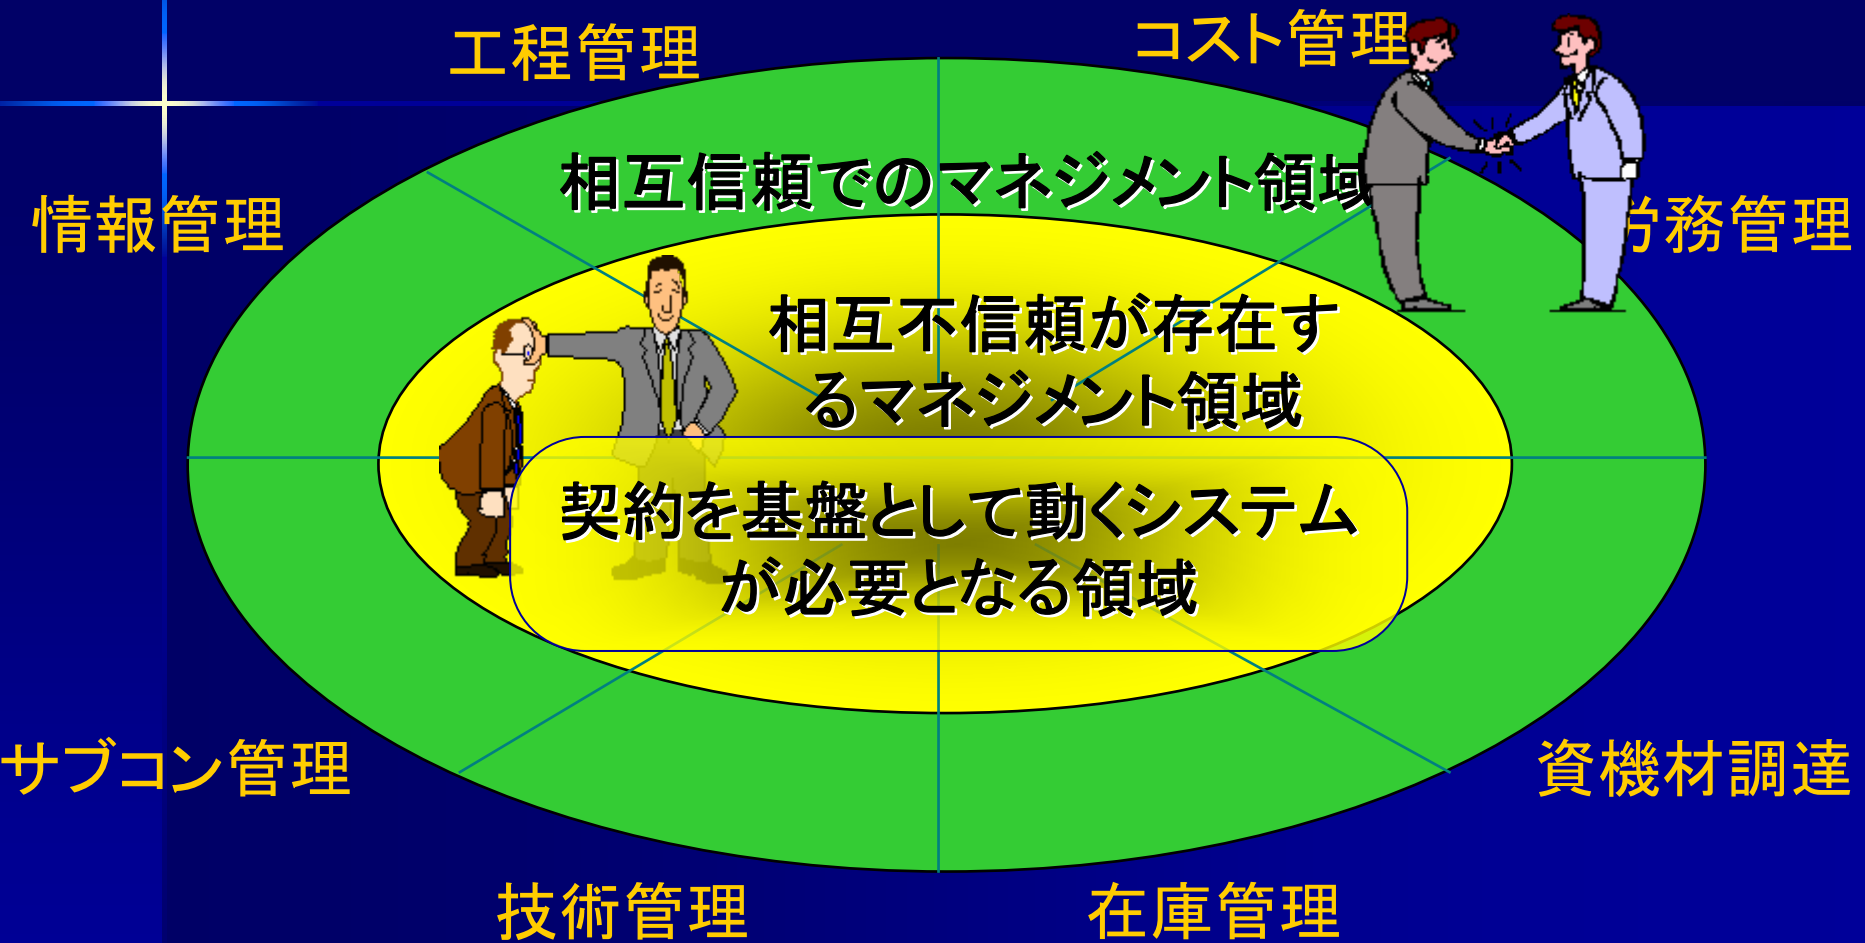 工程管理
コスト管理
相互信頼でのマネジメント領域
情報管理
労務管理
相互不信頼が存在す
るマネジメント領域
契約を基盤として動くシステム
が必要となる領域
サブコン管理
資機材調達
技術管理
在庫管理